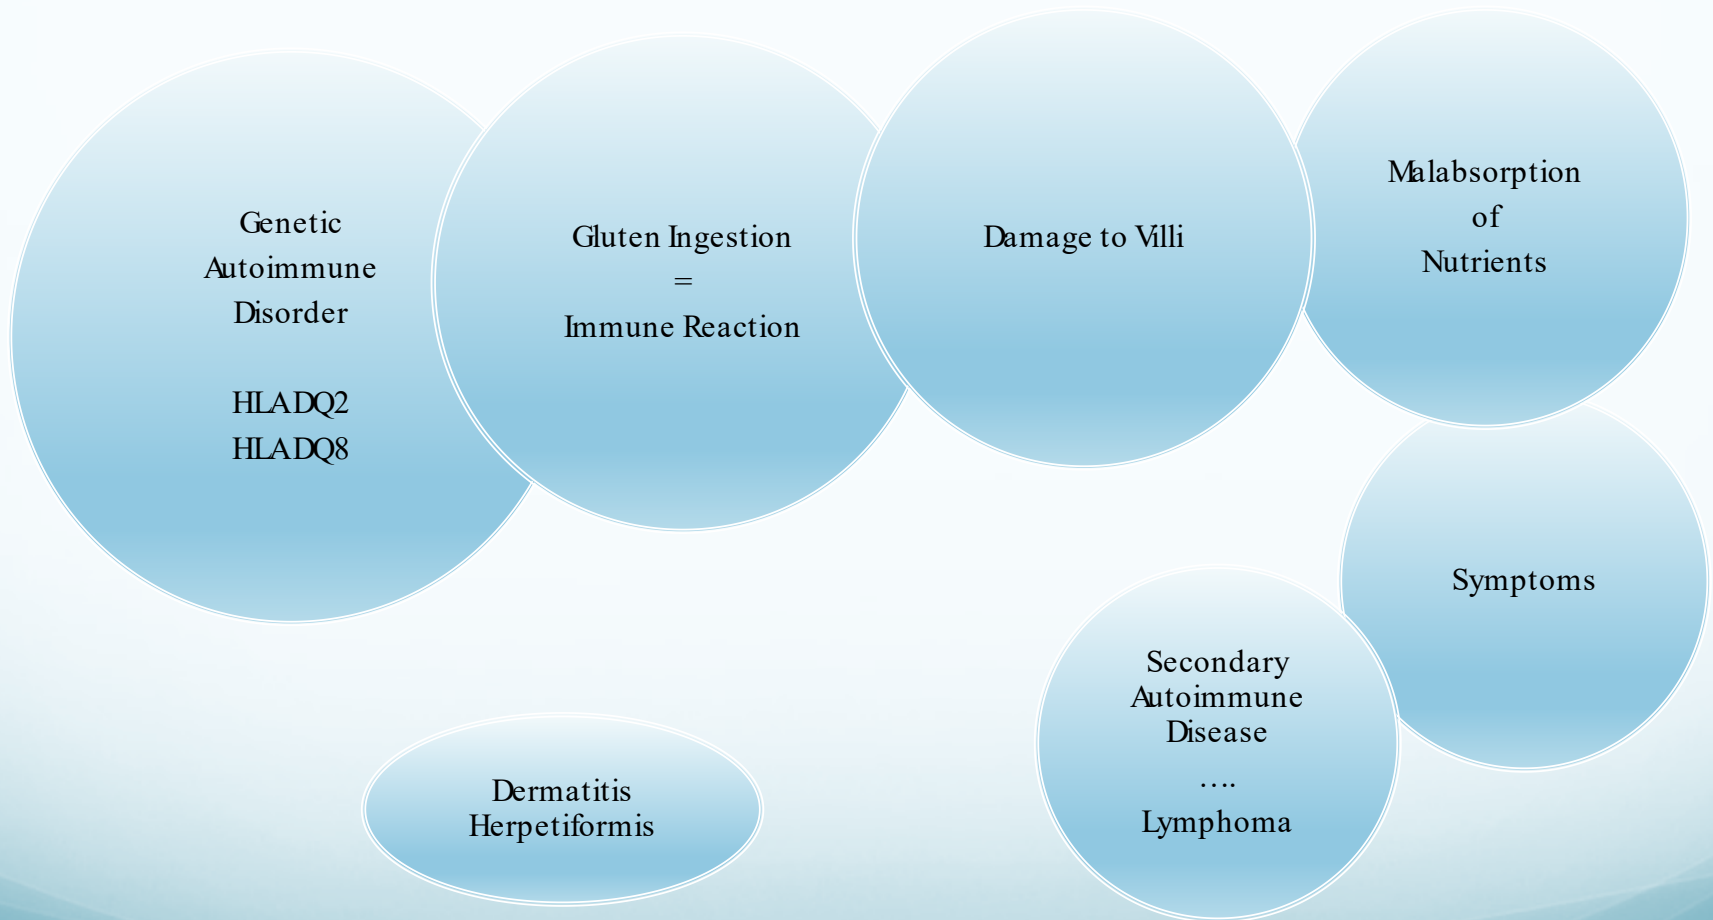 Genetic
Autoimmune
Disorder
HLADQ2
HLADQ8
Gluten Ingestion
=
Immune Reaction
Damage to Villi
Malabsorption
of
Nutrients
Symptoms
Secondary
Autoimmune
Disease
….
Lymphoma
Dermatitis
Herpetiformis